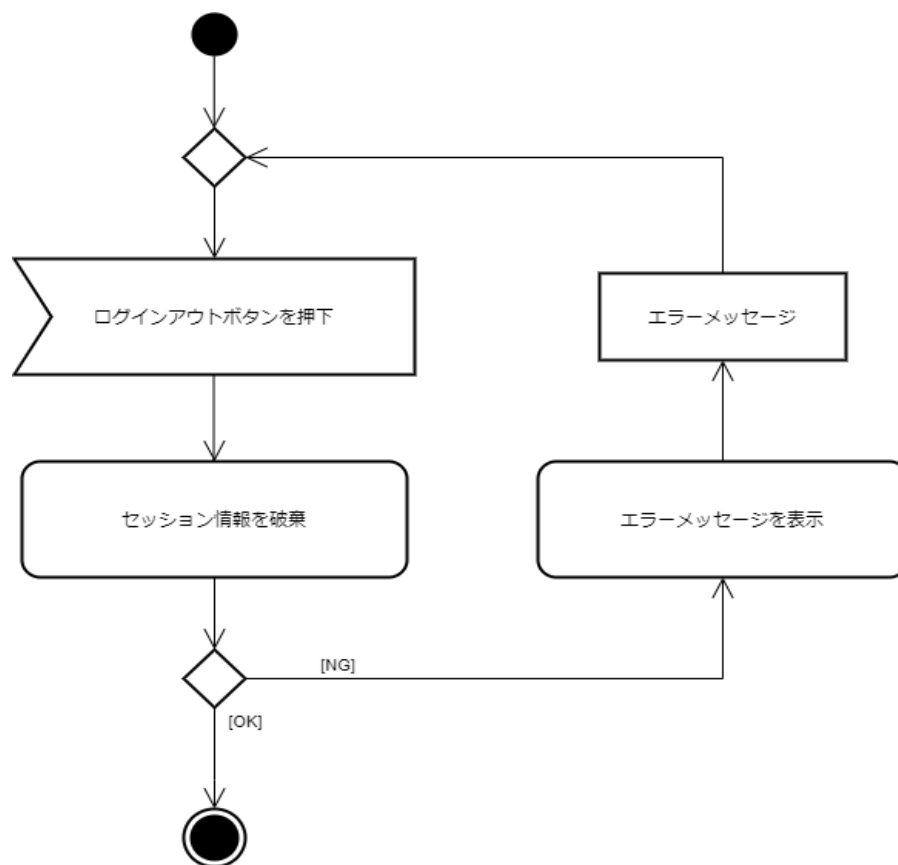 ログインアウトボタンを押下
エラーメッセージ
セッション情報を破棄
エラーメッセージを表示
[NG]
[OK]